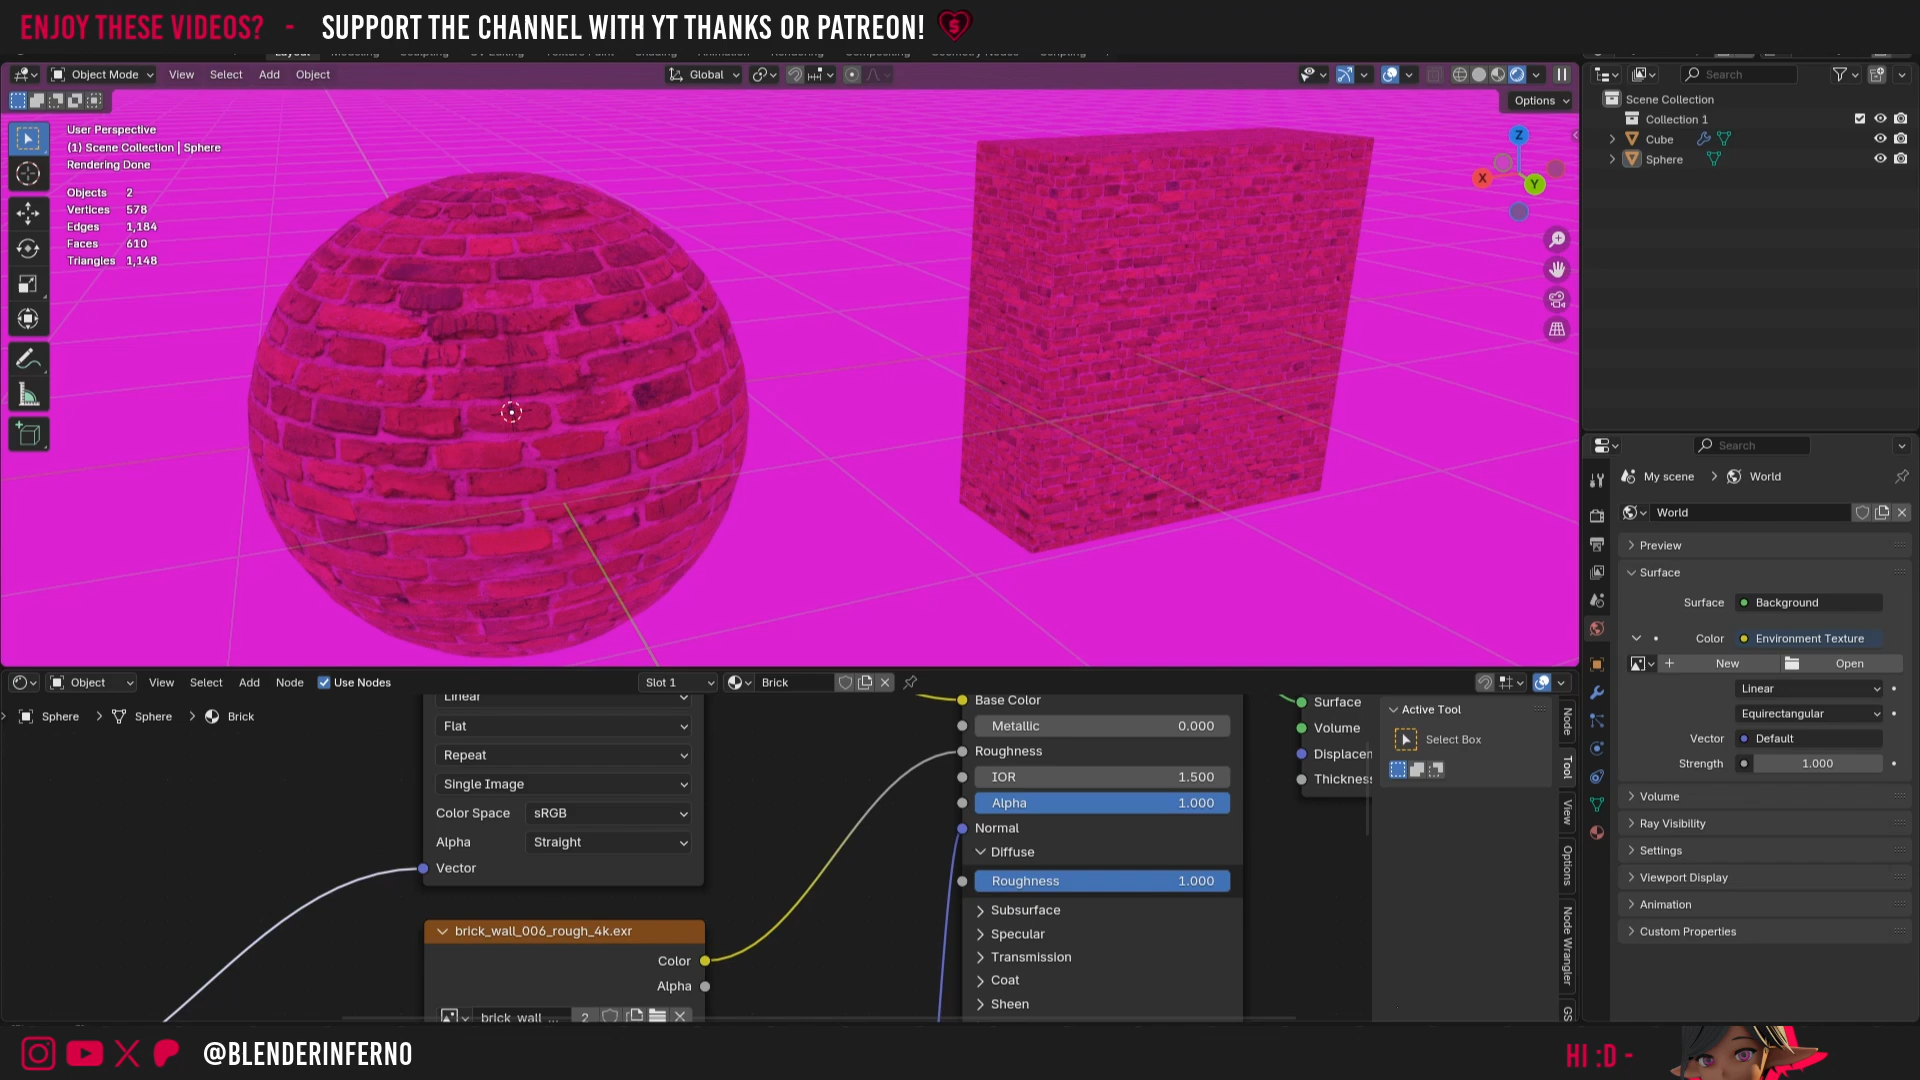 ENJOY THESE VIDEOS? - SUPPORT THE CHANNEL WITH YT THANKS OR PATREON!
Object Mode View Select Add Object Global
Options
User Perspective
(1) Scene Collection | Sphere
Rendering Done
Objects 2
Vertices 578
Edges 1,184
Faces 610
Triangles 1,148
Z
X
Y
Search
Scene Collection
Collection 1
Cube
Sphere
Search
My scene > World
World
Preview
Surface
Surface Background
Color Environment Texture
New Open
Linear
Equirectangular
Vector Default
Strength 1.000
Volume
Ray Visibility
Settings
Viewport Display
Animation
Custom Properties
Object View Select Add Node Use Nodes Slot 1 Brick
Sphere > Sphere > Brick
Linear
Flat
Repeat
Single Image
Color Space sRGB
Alpha Straight
Vector
brick_wall_006_rough_4k.exr
Color
Alpha
brick_wall_... 2
Base Color
Metallic 0.000
Roughness
IOR 1.500
Alpha 1.000
Normal
Diffuse
Roughness 1.000
Subsurface
Specular
Transmission
Coat
Sheen
Surface
Volume
Displacen
Thickness
Active Tool
Select Box
Node
Tool
View
Options
Node Wrangler
GS
@BLENDERINFERNO
HI :D -